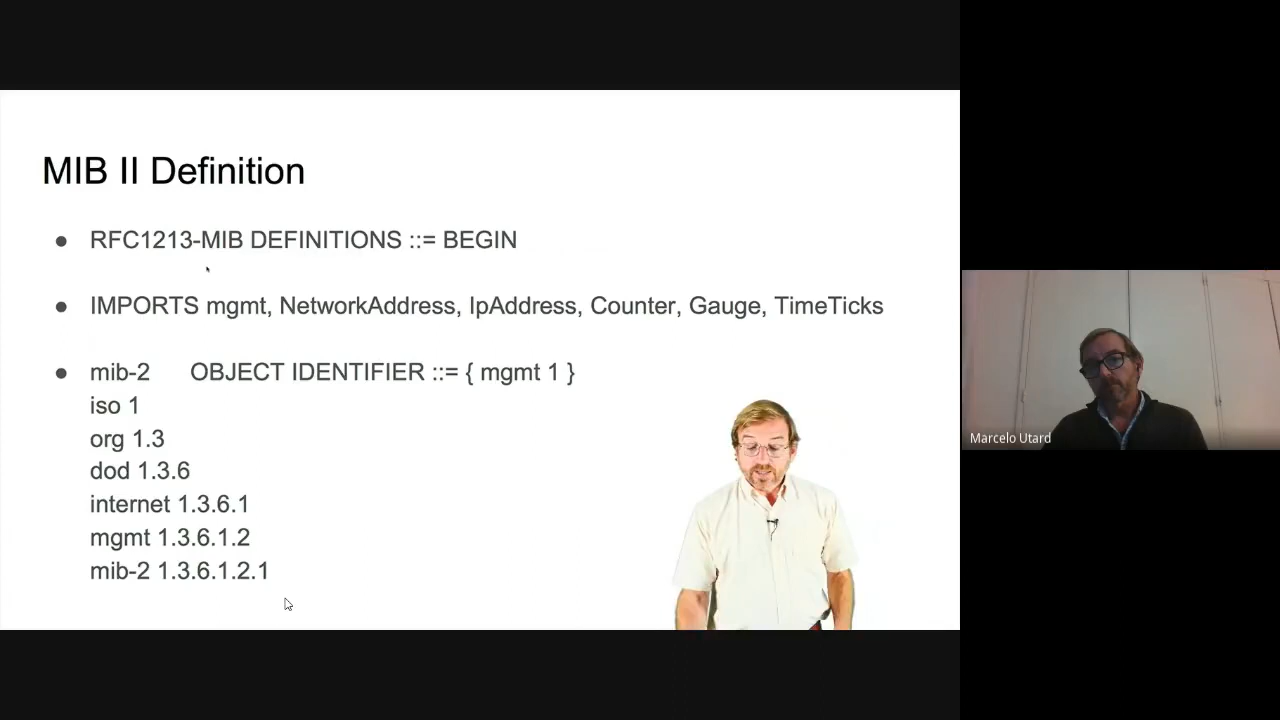 MIB II Definition
● RFC1213-MIB DEFINITIONS ::= BEGIN
● IMPORTS mgmt, NetworkAddress, IpAddress, Counter, Gauge, TimeTicks
● mib-2 OBJECT IDENTIFIER ::= { mgmt 1 }
iso 1
org 1.3
dod 1.3.6
internet 1.3.6.1
mgmt 1.3.6.1.2
mib-2 1.3.6.1.2.1
Marcelo Utard